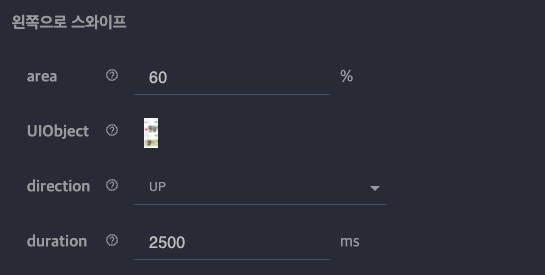 왼쪽으로 스와이프
area ? 60 %
UIObject ?
direction ? UP
duration ? 2500 ms